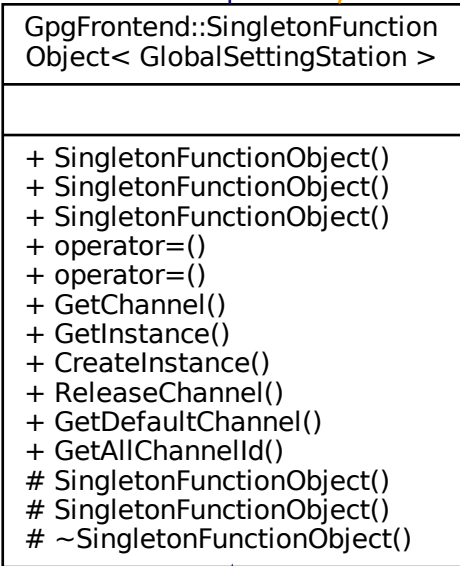 GpgFrontend::SingletonFunction
Object< GlobalSettingStation >
+ SingletonFunctionObject()
+ SingletonFunctionObject()
+ SingletonFunctionObject()
+ operator=()
+ operator=()
+ GetChannel()
+ GetInstance()
+ CreateInstance()
+ ReleaseChannel()
+ GetDefaultChannel()
+ GetAllChannelId()
# SingletonFunctionObject()
# SingletonFunctionObject()
# ~SingletonFunctionObject()